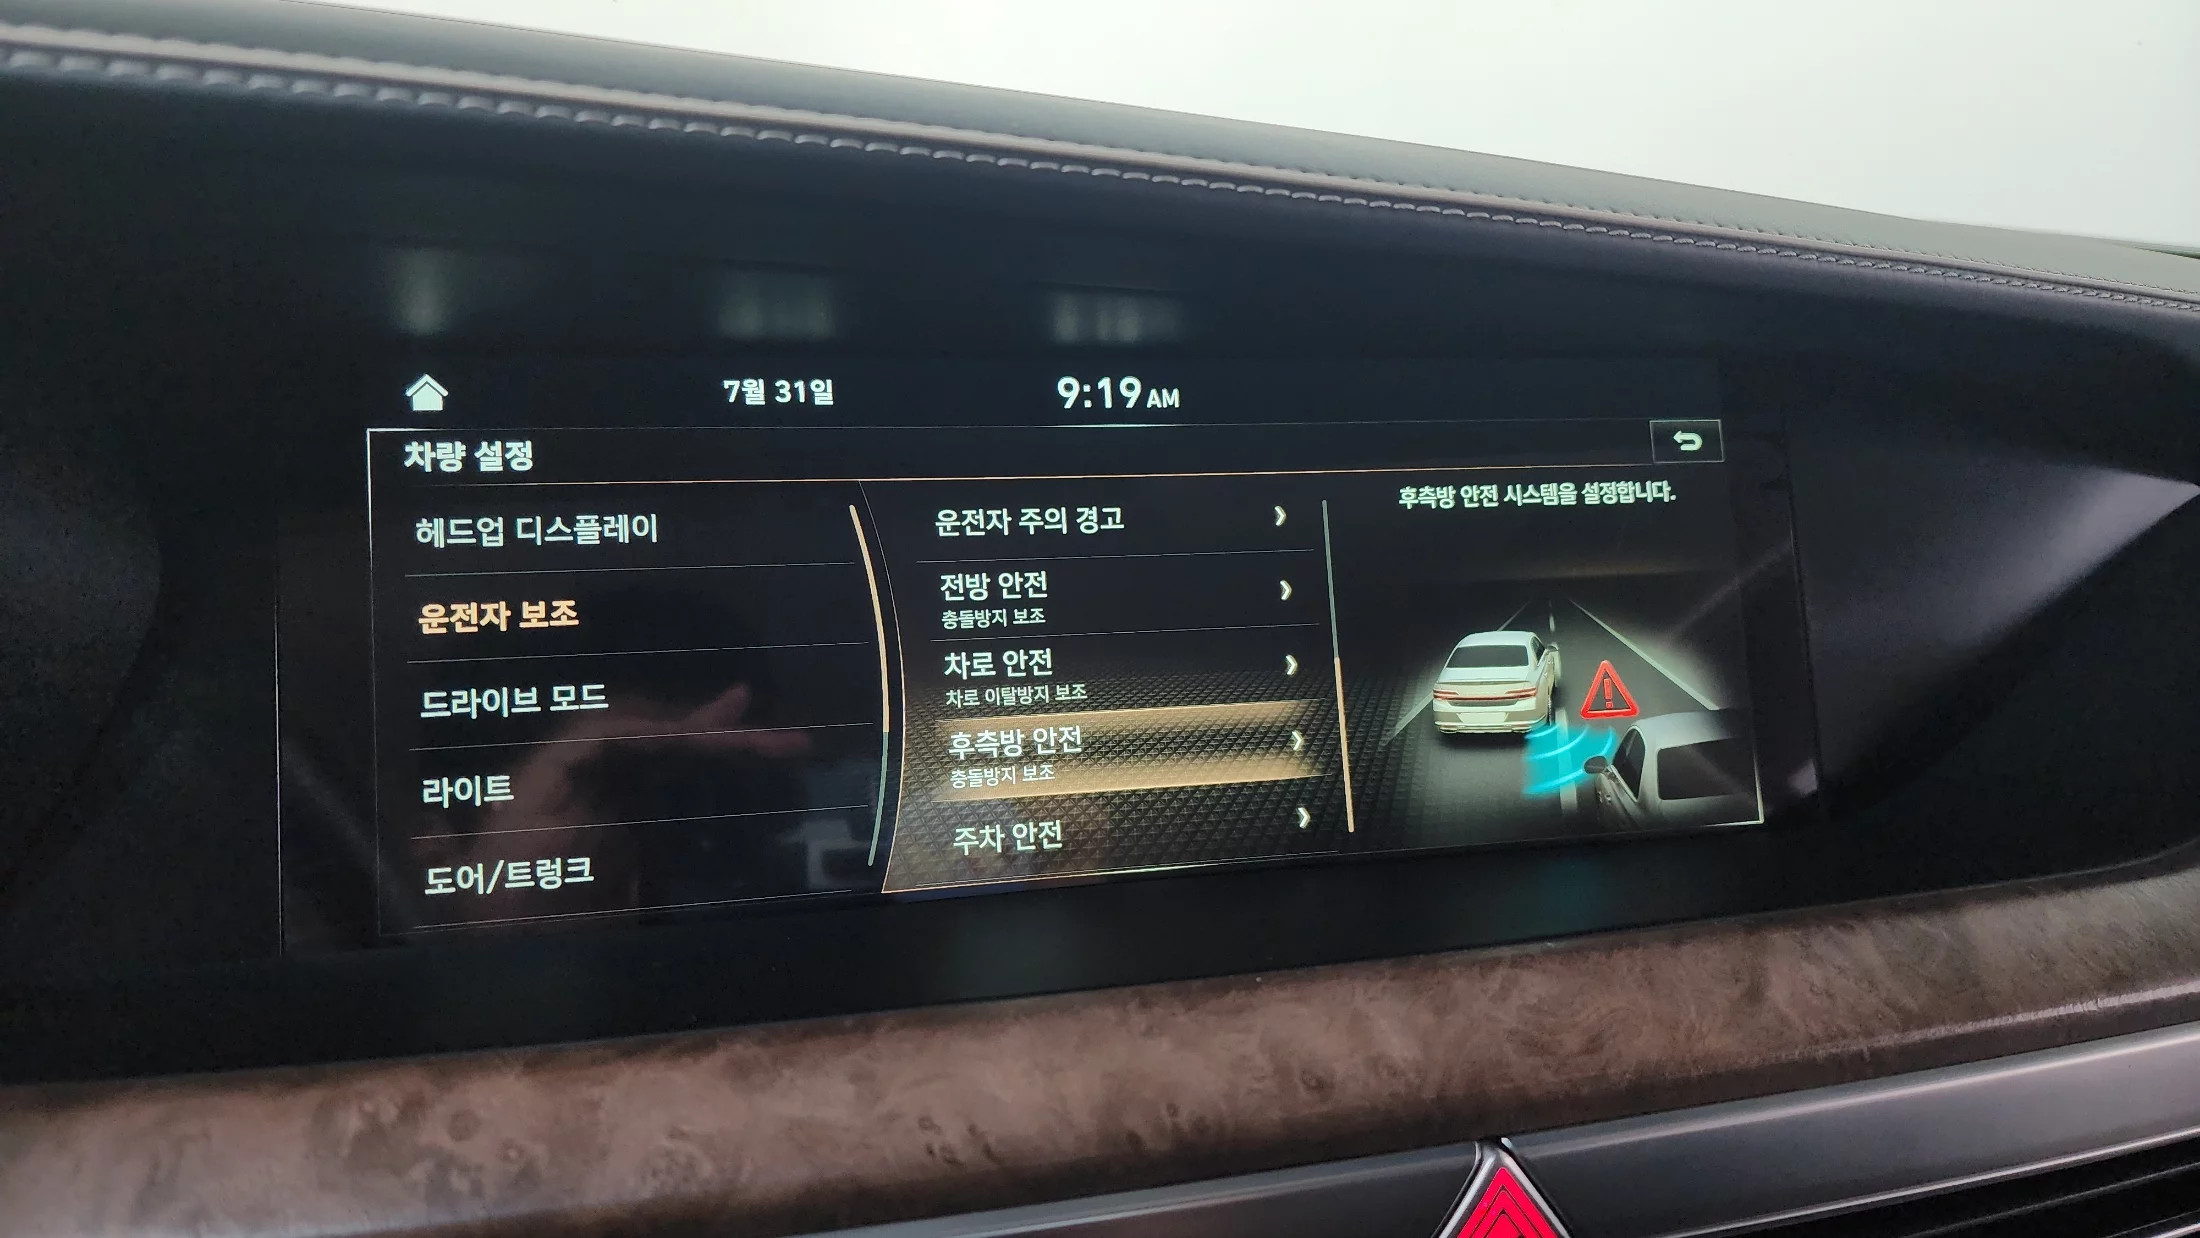 7월 31일
9:19 AM
차량 설정
헤드업 디스플레이
운전자 보조
드라이브 모드
라이트
도어/트렁크
운전자 주의 경고
전방 안전
충돌방지 보조
차로 안전
차로 이탈방지 보조
후측방 안전
충돌방지 보조
주차 안전
후측방 안전 시스템을 설정합니다.